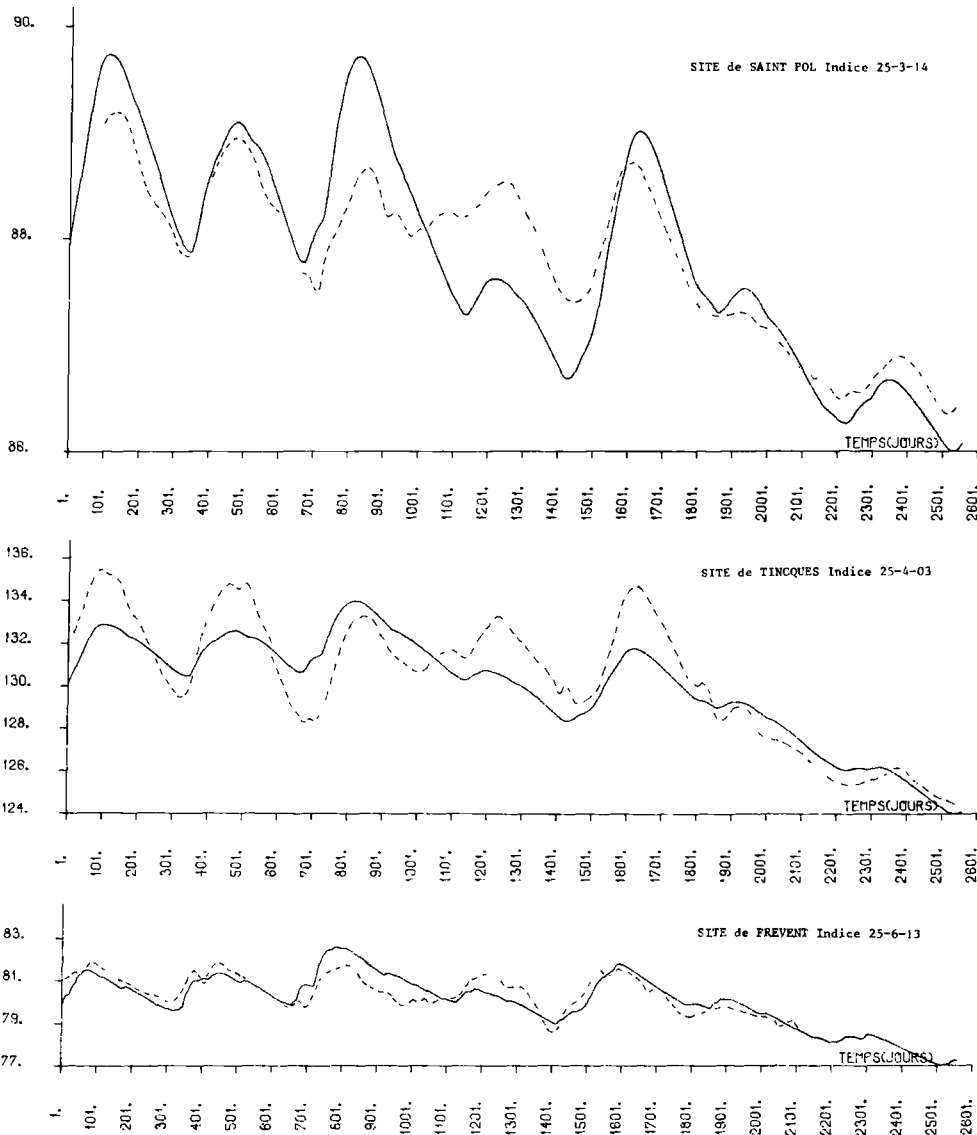 90.
SITE de SAINT POL Indice 25-3-14
88.
86.
TEMPS(JOURS)
1. 101. 201. 301. 401. 501. 601. 701. 801. 901. 1001. 1101. 1201. 1301. 1401. 1501. 1601. 1701. 1801. 1901. 2001. 2101. 2201. 2301. 2401. 2501. 2601.
136.
SITE de TINCQUES Indice 25-4-03
134.
132.
130.
128.
126.
124.
TEMPS(JOURS)
1. 101. 201. 301. 401. 501. 601. 701. 801. 901. 1001. 1101. 1201. 1301. 1401. 1501. 1601. 1701. 1801. 1901. 2001. 2101. 2201. 2301. 2401. 2501. 2601.
83.
SITE de FREVENT Indice 25-6-13
81.
79.
77.
TEMPS(JOURS)
1. 101. 201. 301. 401. 501. 601. 701. 801. 901. 1001. 1101. 1201. 1301. 1401. 1501. 1601. 1701. 1801. 1901. 2001. 2101. 2201. 2301. 2401. 2501. 2601.